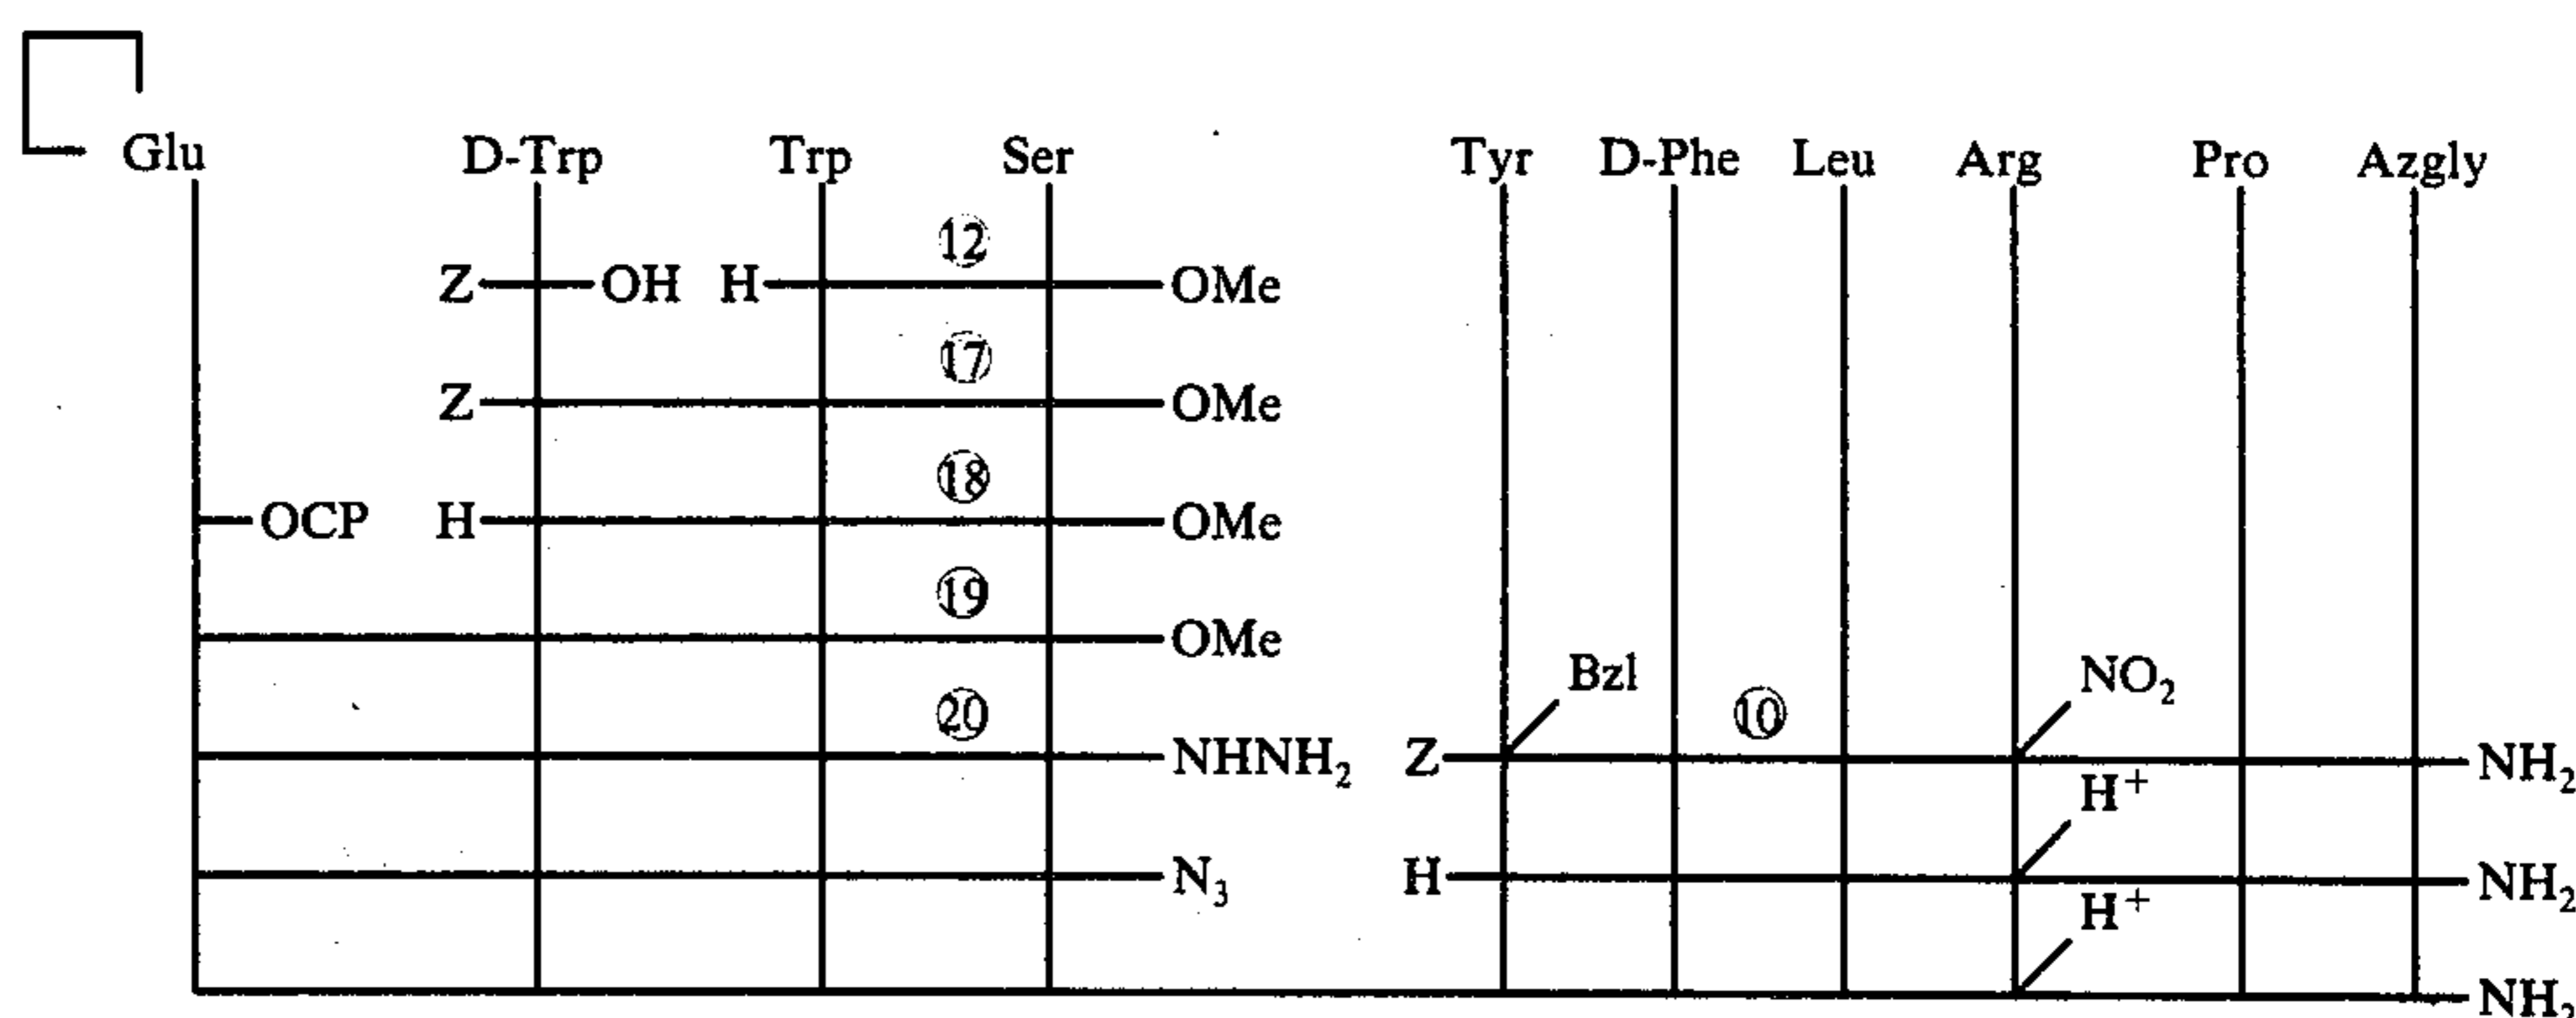 Glu D-Trp Trp Ser Tyr D-Phe Leu Arg Pro Azgly
⑫
Z OH H OMe
⑰
Z OMe
⑱
OCP H OMe
⑲
OMe
Bzl NO₂
⑳ ⑩
NHNH₂ Z NH₂
H⁺
N₃ H NH₂
H⁺
NH₂